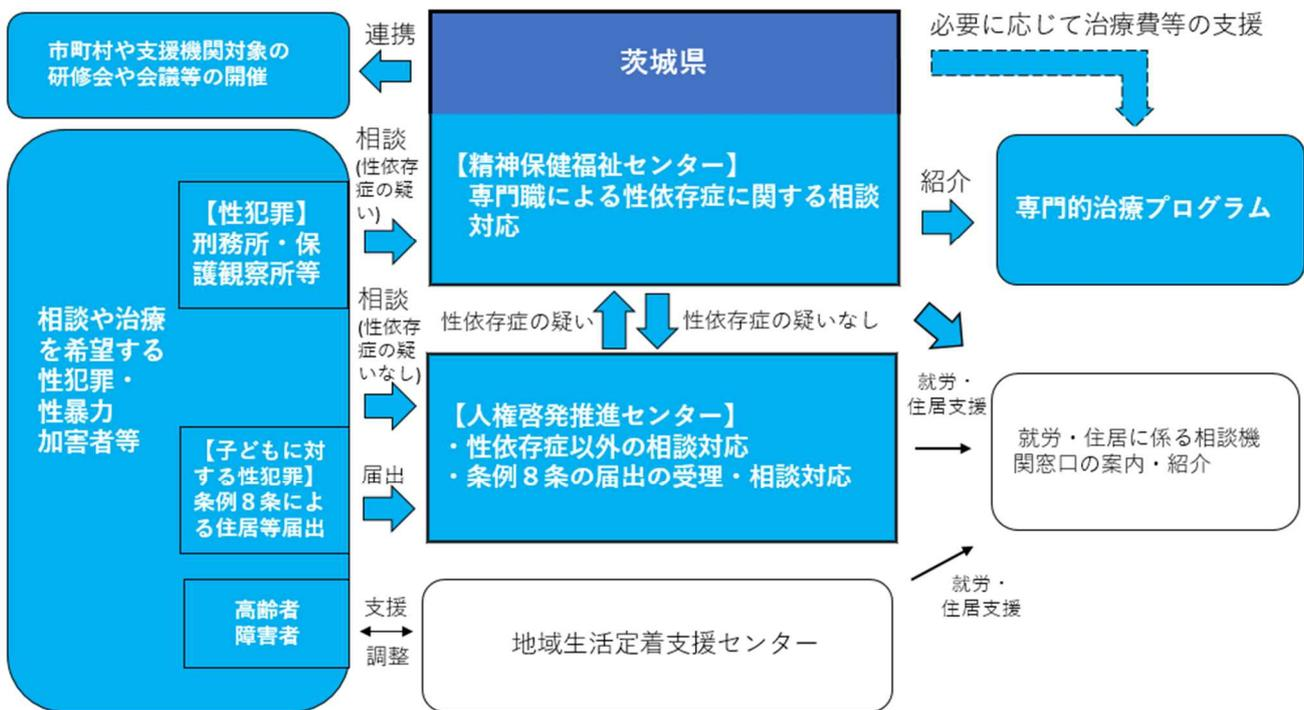 市町村や支援機関対象の
研修会や会議等の開催
連携
茨城県
必要に応じて治療費等の支援
相談や治療
を希望する
性犯罪・
性暴力
加害者等
【性犯罪】
刑務所・保
護観察所等
相談
(性依存
症の疑
い)
【精神保健福祉センター】
専門職による性依存症に関する相談
対応
紹介
専門的治療プログラム
相談
(性依存
症の疑
いなし)
性依存症の疑い
性依存症の疑いなし
【子どもに対
する性犯罪】
条例８条によ
る住居等届出
届出
【人権啓発推進センター】
・性依存症以外の相談対応
・条例８条の届出の受理・相談対応
就労・
住居支援
就労・住居に係る相談機
関窓口の案内・紹介
高齢者
障害者
支援
調整
地域生活定着支援センター
就労・
住居支援